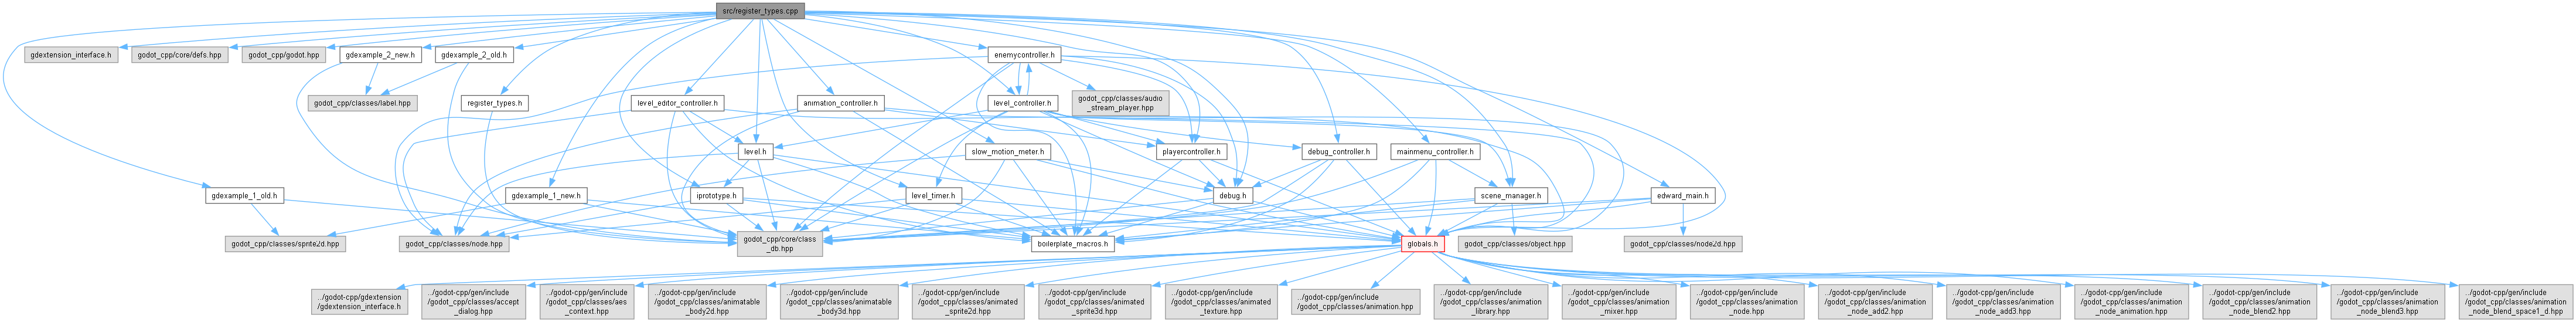 src/register_types.cpp
gdextension_interface.h
godot_cpp/core/defs.hpp
godot_cpp/godot.hpp
gdexample_2_new.h
gdexample_2_old.h
enemycontroller.h
godot_cpp/classes/label.hpp
register_types.h
level_editor_controller.h
animation_controller.h
level_controller.h
godot_cpp/classes/audio
_stream_player.hpp
level.h
slow_motion_meter.h
playercontroller.h
debug_controller.h
mainmenu_controller.h
gdexample_1_old.h
gdexample_1_new.h
iprototype.h
level_timer.h
debug.h
scene_manager.h
edward_main.h
godot_cpp/classes/sprite2d.hpp
godot_cpp/classes/node.hpp
godot_cpp/core/class
_db.hpp
boilerplate_macros.h
globals.h
godot_cpp/classes/object.hpp
godot_cpp/classes/node2d.hpp
../godot-cpp/gdextension
/gdextension_interface.h
../godot-cpp/gen/include
/godot_cpp/classes/accept
_dialog.hpp
../godot-cpp/gen/include
/godot_cpp/classes/aes
_context.hpp
../godot-cpp/gen/include
/godot_cpp/classes/animatable
_body2d.hpp
../godot-cpp/gen/include
/godot_cpp/classes/animatable
_body3d.hpp
../godot-cpp/gen/include
/godot_cpp/classes/animated
_sprite2d.hpp
../godot-cpp/gen/include
/godot_cpp/classes/animated
_sprite3d.hpp
../godot-cpp/gen/include
/godot_cpp/classes/animated
_texture.hpp
../godot-cpp/gen/include
/godot_cpp/classes/animation.hpp
../godot-cpp/gen/include
/godot_cpp/classes/animation
_library.hpp
../godot-cpp/gen/include
/godot_cpp/classes/animation
_mixer.hpp
../godot-cpp/gen/include
/godot_cpp/classes/animation
_node.hpp
../godot-cpp/gen/include
/godot_cpp/classes/animation
_node_add2.hpp
../godot-cpp/gen/include
/godot_cpp/classes/animation
_node_add3.hpp
../godot-cpp/gen/include
/godot_cpp/classes/animation
_node_animation.hpp
../godot-cpp/gen/include
/godot_cpp/classes/animation
_node_blend2.hpp
../godot-cpp/gen/include
/godot_cpp/classes/animation
_node_blend3.hpp
../godot-cpp/gen/include
/godot_cpp/classes/animation
_node_blend_space1_d.hpp